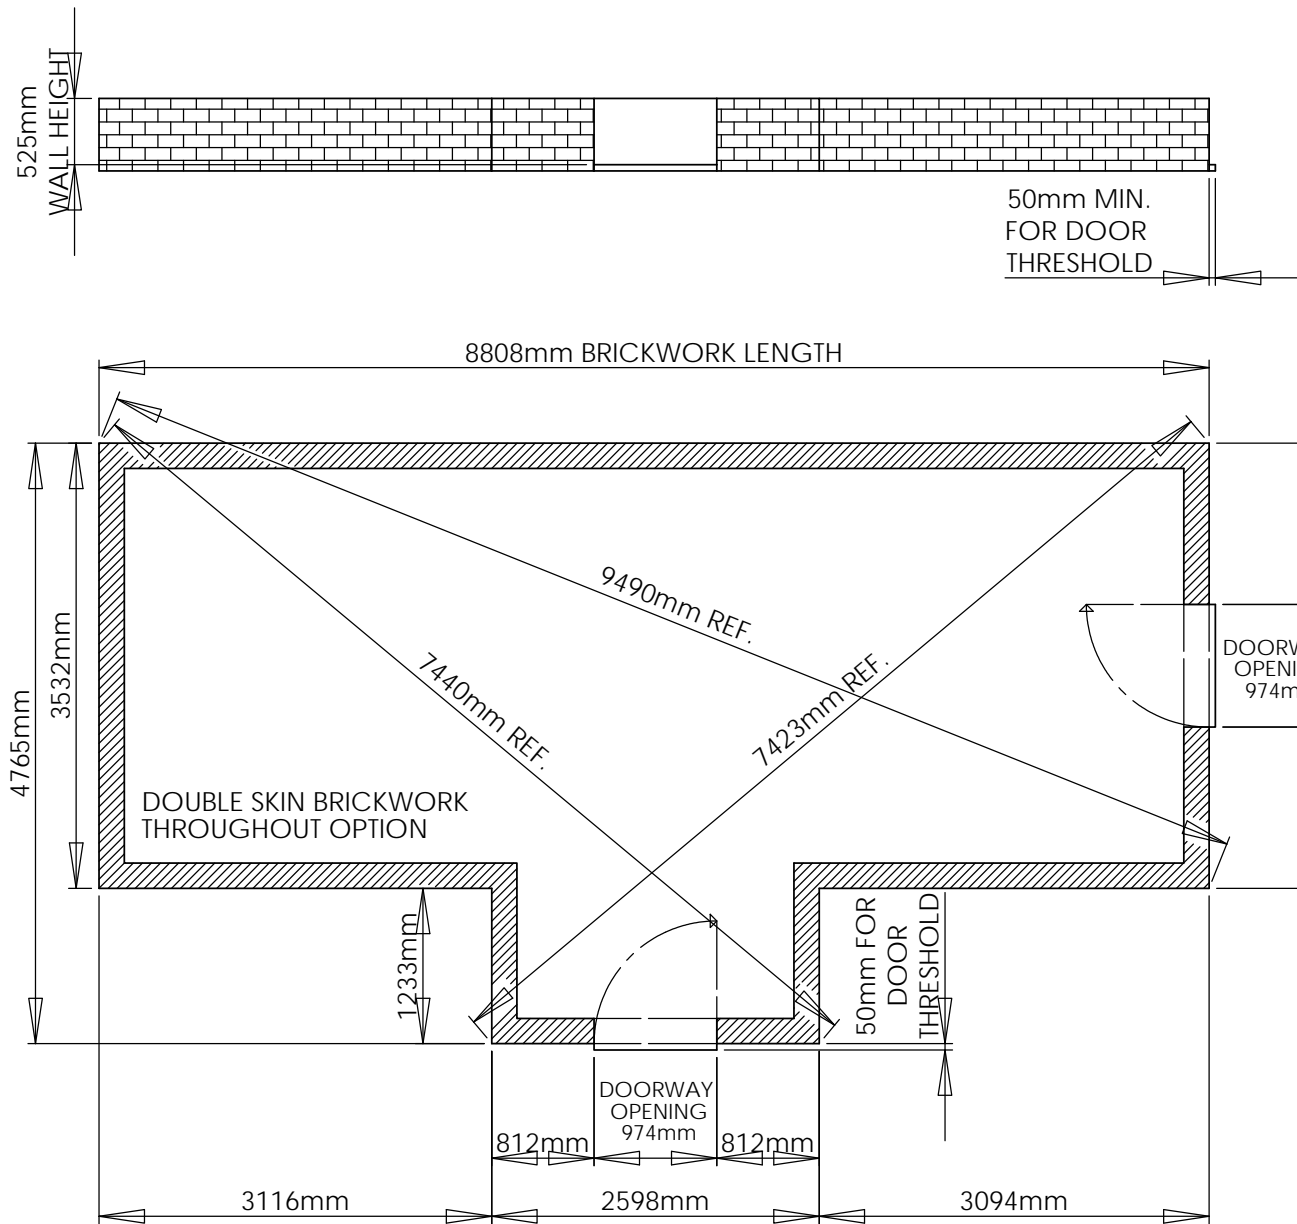 525mm
WALL HEIGHT
50mm MIN.
FOR DOOR
THRESHOLD
8808mm BRICKWORK LENGTH
9490mm REF.
7440mm REF.
7423mm REF.
4765mm
3532mm
DOUBLE SKIN BRICKWORK
THROUGHOUT OPTION
974m
1233mm
50mm FOR
DOOR
THRESHOLD
DOORWAY
OPENING
974mm
812mm
812mm
3116mm
2598mm
3094mm